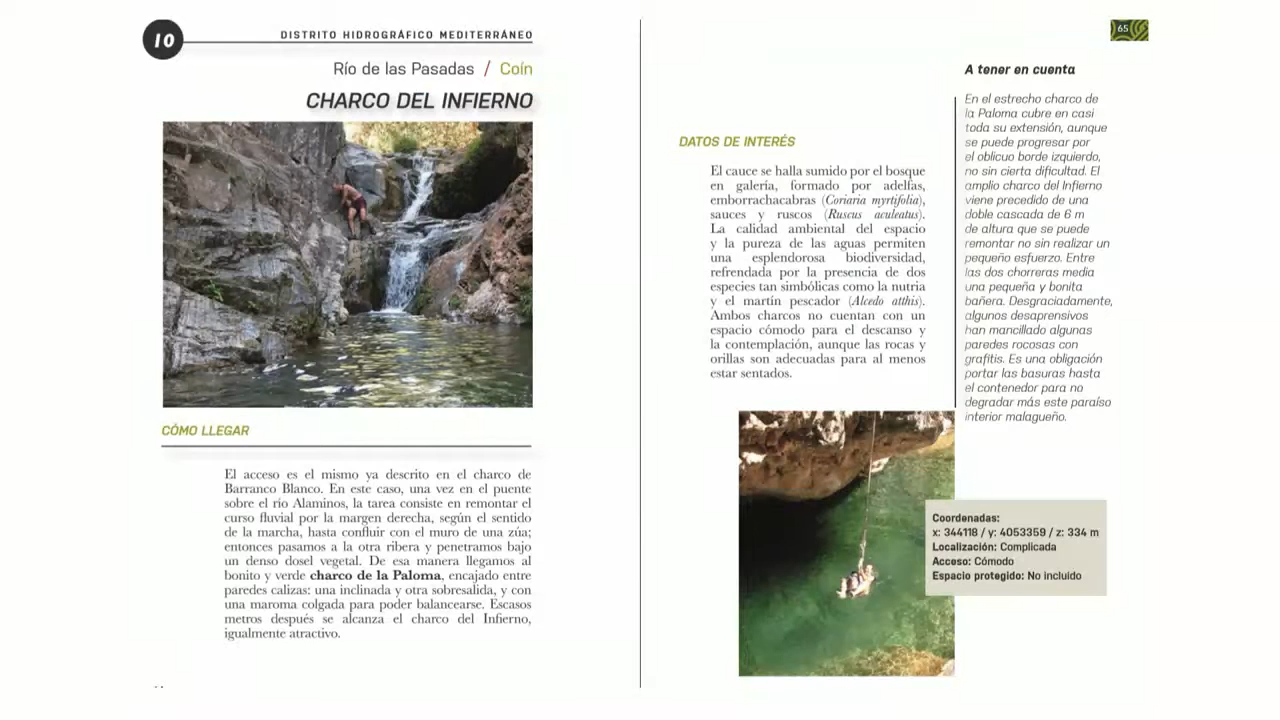 10
DISTRITO HIDROGRÁFICO MEDITERRÁNEO
Río de las Pasadas / Coín
CHARCO DEL INFIERNO
CÓMO LLEGAR
El acceso es el mismo ya descrito en el charco de
Barranco Blanco. En este caso, una vez en el puente
sobre el río Alaminos, la tarea consiste en remontar el
curso fluvial por la margen derecha, según el sentido
de la marcha, hasta confluir con el muro de una zúa;
entonces pasamos a la otra ribera y penetramos bajo
un denso dosel vegetal. De esa manera llegamos al
bonito y verde charco de la Paloma, encajado entre
paredes calizas: una inclinada y otra sobresalida, y con
una maroma colgada para poder balancearse. Escasos
metros después se alcanza el charco del Infierno,
igualmente atractivo.
65
DATOS DE INTERÉS
El cauce se halla sumido por el bosque
en galería, formado por adelfas,
emborrachacabras (Coriaria myrtifolia),
sauces y ruscos (Ruscus aculeatus).
La calidad ambiental del espacio
y la pureza de las aguas permiten
una esplendorosa biodiversidad,
refrendada por la presencia de dos
especies tan simbólicas como la nutria
y el martín pescador (Alcedo atthis).
Ambos charcos no cuentan con un
espacio cómodo para el descanso y
la contemplación, aunque las rocas y
orillas son adecuadas para al menos
estar sentados.
A tener en cuenta
En el estrecho charco de
la Paloma cubre en casi
toda su extensión, aunque
se puede progresar por
el oblicuo borde izquierdo,
no sin cierta dificultad. El
amplio charco del Infierno
viene precedido de una
doble cascada de 6 m
de altura que se puede
remontar no sin realizar un
pequeño esfuerzo. Entre
las dos chorreras media
una pequeña y bonita
bañera. Desgraciadamente,
algunos desaprensivos
han mancillado algunas
paredes rocosas con
grafitis. Es una obligación
portar las basuras hasta
el contenedor para no
degradar más este paraíso
interior malagueño.
Coordenadas:
x: 344118 / y: 4053359 / z: 334 m
Localización: Complicada
Acceso: Cómodo
Espacio protegido: No incluido